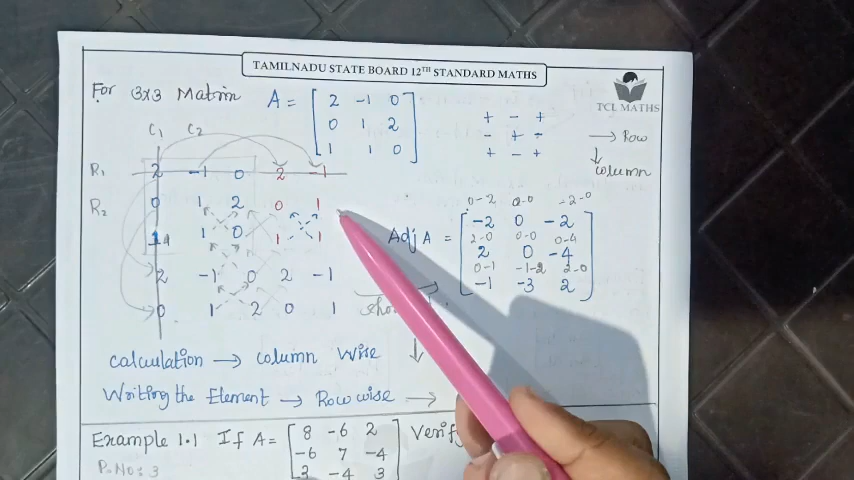 TAMILNADU STATE BOARD 12TH STANDARD MATHS
TCL MATHS
For 3x3 Matrix A = [ 2 -1 0
0 1 2
1 1 0 ]
+ - +
- + -
+ - +
→ Row
↓ column
C1 C2
R1 2 -1 0 2 -1
R2 0 1 2 0 1
1 1 0 1 1
2 -1 0 2 -1
0 1 2 0 1
0-2 0-0 -2-0
Adj A = [ -2 0 -2
2-0 0-0 0-4
2 0 -4
0-1 -1-2 2-0
-1 -3 2 ]
calculation → column wise ↓
Writing the Element → Row wise →
Example 1.1 If A = [ 8 -6 2
-6 7 -4
3 -4 3
P.No: 3